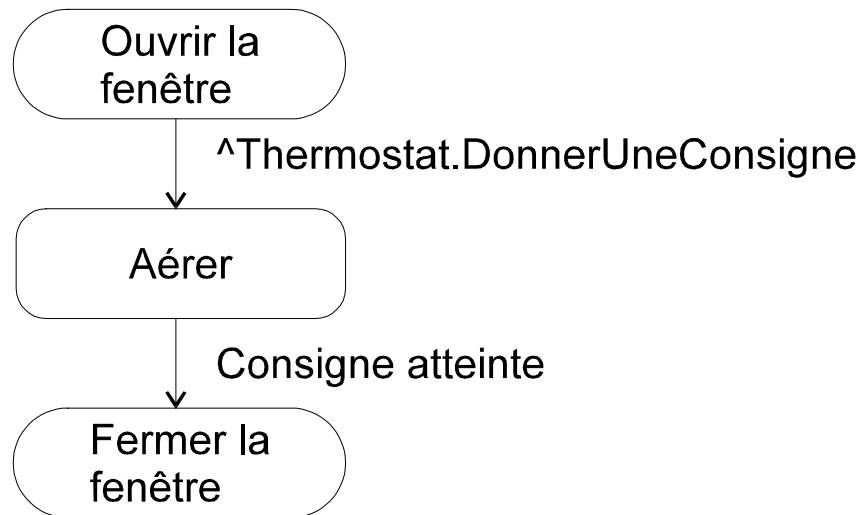 Ouvrir la
fenêtre
^Thermostat.DonnerUneConsigne
Aérer
Consigne atteinte
Fermer la
fenêtre